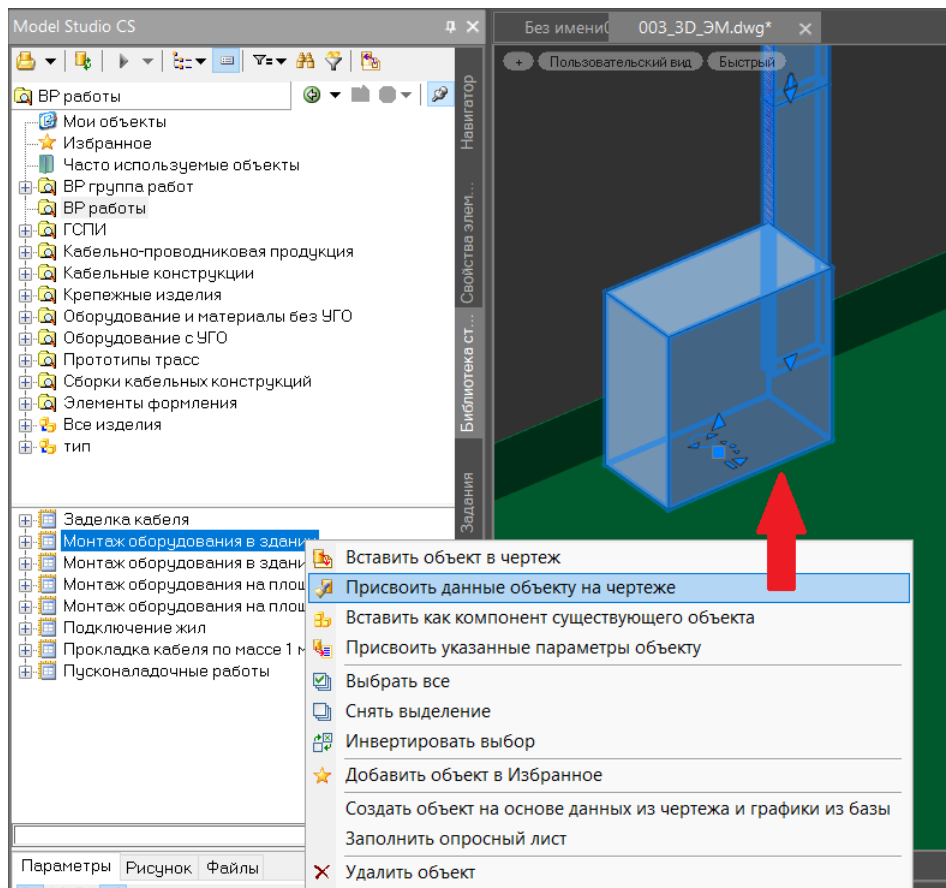 Model Studio CS
Без имени0
003_3D_ЭМ.dwg*
ВР работы
Мои объекты
Избранное
Часто используемые объекты
ВР группа работ
ВР работы
ГСПИ
Кабельно-проводниковая продукция
Кабельные конструкции
Крепежные изделия
Оборудование и материалы без УГО
Оборудование с УГО
Прототипы трасс
Сборки кабельных конструкций
Элементы формления
Все изделия
тип
Навигатор
Свойства элем...
Библиотека ст...
Задания
+ Пользовательский вид Быстрый
Заделка кабеля
Монтаж оборудования в здании
Монтаж оборудования в здани
Монтаж оборудования на площ
Монтаж оборудования на площ
Подключение жил
Прокладка кабеля по массе 1 м
Пусконаладочные работы
Вставить объект в чертеж
Присвоить данные объекту на чертеже
Вставить как компонент существующего объекта
Присвоить указанные параметры объекту
Выбрать все
Снять выделение
Инвертировать выбор
Добавить объект в Избранное
Создать объект на основе данных из чертежа и графики из базы
Заполнить опросный лист
Удалить объект
Параметры Рисунок Файлы